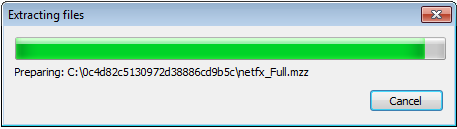 Extracting files
Preparing: C:\0c4d82c5130972d38886cd9b5c\netfx_Full.mzz
Cancel